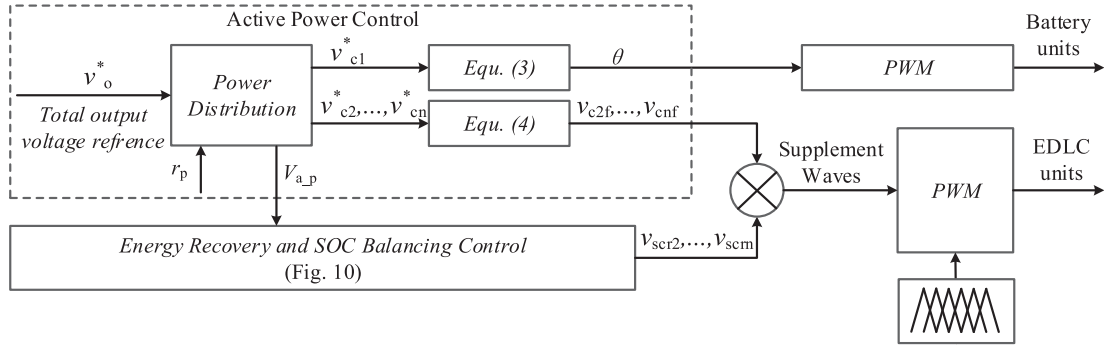 Active Power Control
v*o
Total output
voltage refrence
Power
Distribution
rp
Va_p
v*c1
v*c2,...,v*cn
Equ. (3)
Equ. (4)
θ
vc2f,...,vcnf
PWM
Battery
units
Supplement
Waves
PWM
EDLC
units
Energy Recovery and SOC Balancing Control
(Fig. 10)
vscr2,...,vscrn